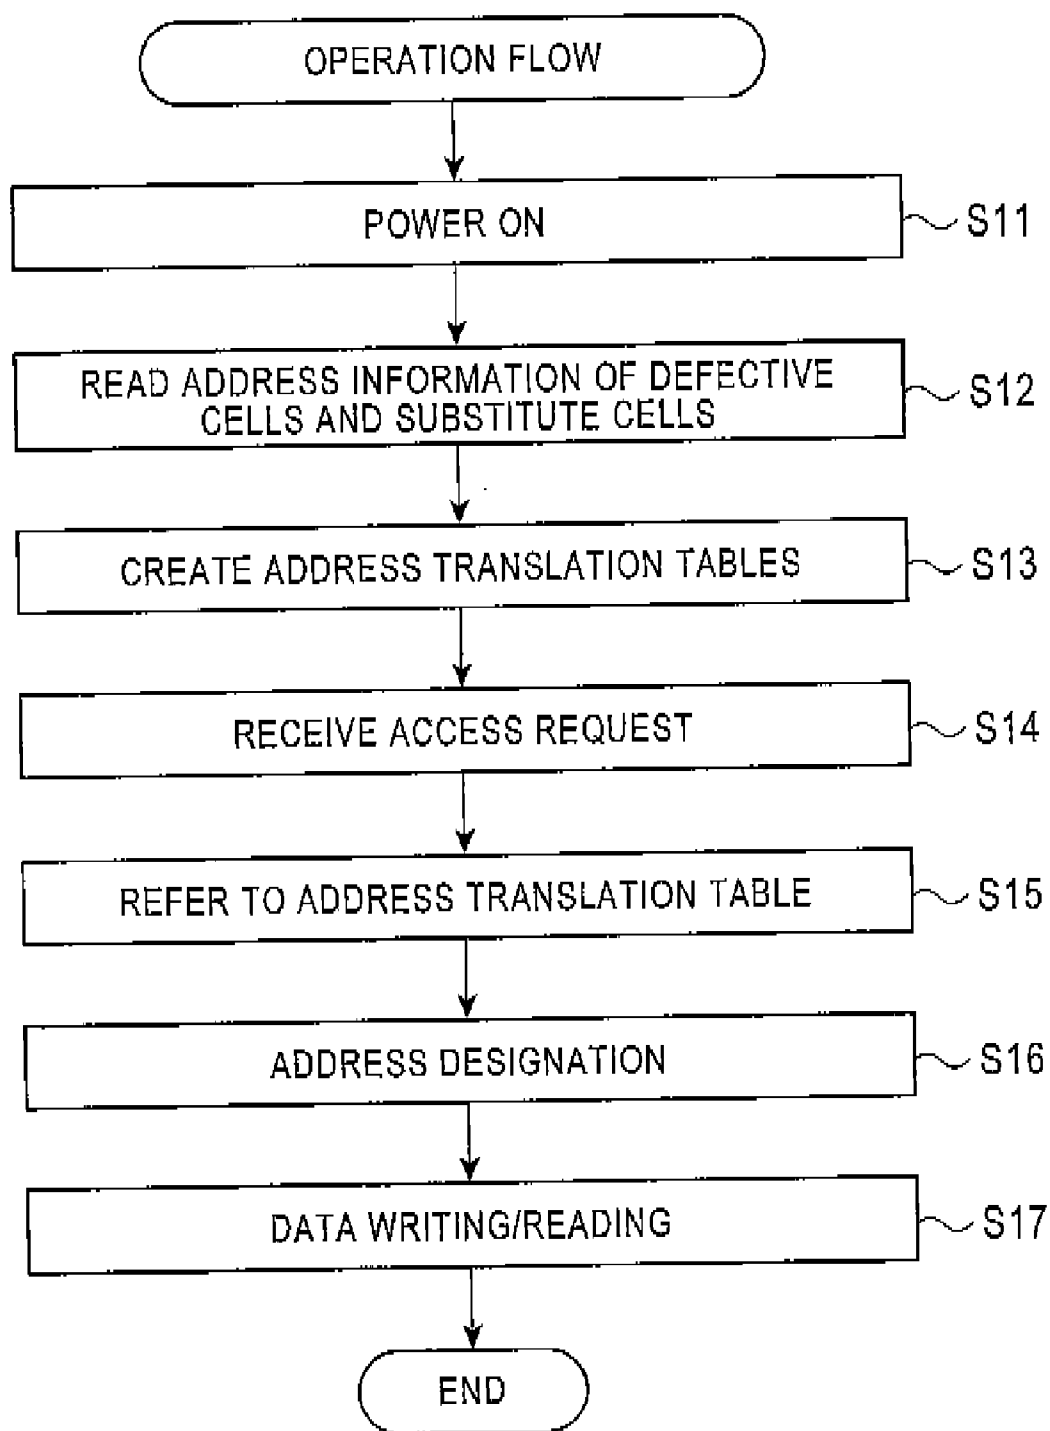 OPERATION FLOW
POWER ON
S11
READ ADDRESS INFORMATION OF DEFECTIVE
CELLS AND SUBSTITUTE CELLS
S12
CREATE ADDRESS TRANSLATION TABLES
S13
RECEIVE ACCESS REQUEST
S14
REFER TO ADDRESS TRANSLATION TABLE
S15
ADDRESS DESIGNATION
S16
DATA WRITING/READING
S17
END